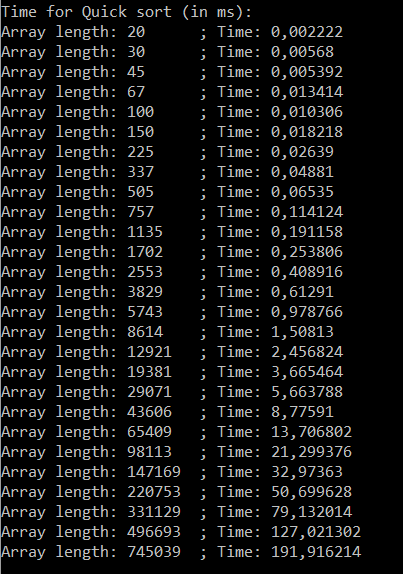 Time for Quick sort (in ms):
Array length: 20      ; Time: 0,002222
Array length: 30      ; Time: 0,00568
Array length: 45      ; Time: 0,005392
Array length: 67      ; Time: 0,013414
Array length: 100     ; Time: 0,010306
Array length: 150     ; Time: 0,018218
Array length: 225     ; Time: 0,02639
Array length: 337     ; Time: 0,04881
Array length: 505     ; Time: 0,06535
Array length: 757     ; Time: 0,114124
Array length: 1135    ; Time: 0,191158
Array length: 1702    ; Time: 0,253806
Array length: 2553    ; Time: 0,408916
Array length: 3829    ; Time: 0,61291
Array length: 5743    ; Time: 0,978766
Array length: 8614    ; Time: 1,50813
Array length: 12921   ; Time: 2,456824
Array length: 19381   ; Time: 3,665464
Array length: 29071   ; Time: 5,663788
Array length: 43606   ; Time: 8,77591
Array length: 65409   ; Time: 13,706802
Array length: 98113   ; Time: 21,299376
Array length: 147169  ; Time: 32,97363
Array length: 220753  ; Time: 50,699628
Array length: 331129  ; Time: 79,132014
Array length: 496693  ; Time: 127,021302
Array length: 745039  ; Time: 191,916214